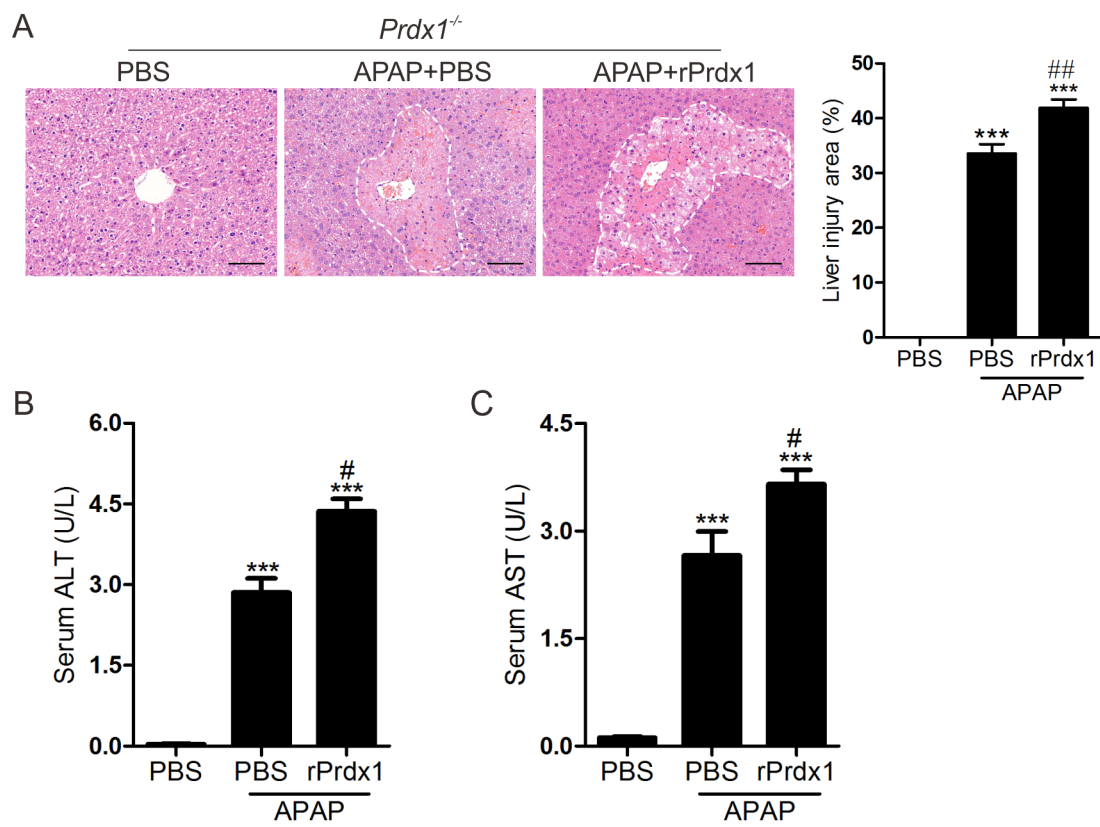 A
Prdx1-/-
PBS
APAP+PBS
APAP+rPrdx1
Liver injury area (%)
50
40
30
20
10
0
##
***
***
PBS
PBS
rPrdx1
APAP
B
Serum ALT (U/L)
6.0
4.5
3.0
1.5
0.0
#
***
***
PBS
PBS
rPrdx1
APAP
C
Serum AST (U/L)
4.5
3.0
1.5
0.0
#
***
***
PBS
PBS
rPrdx1
APAP